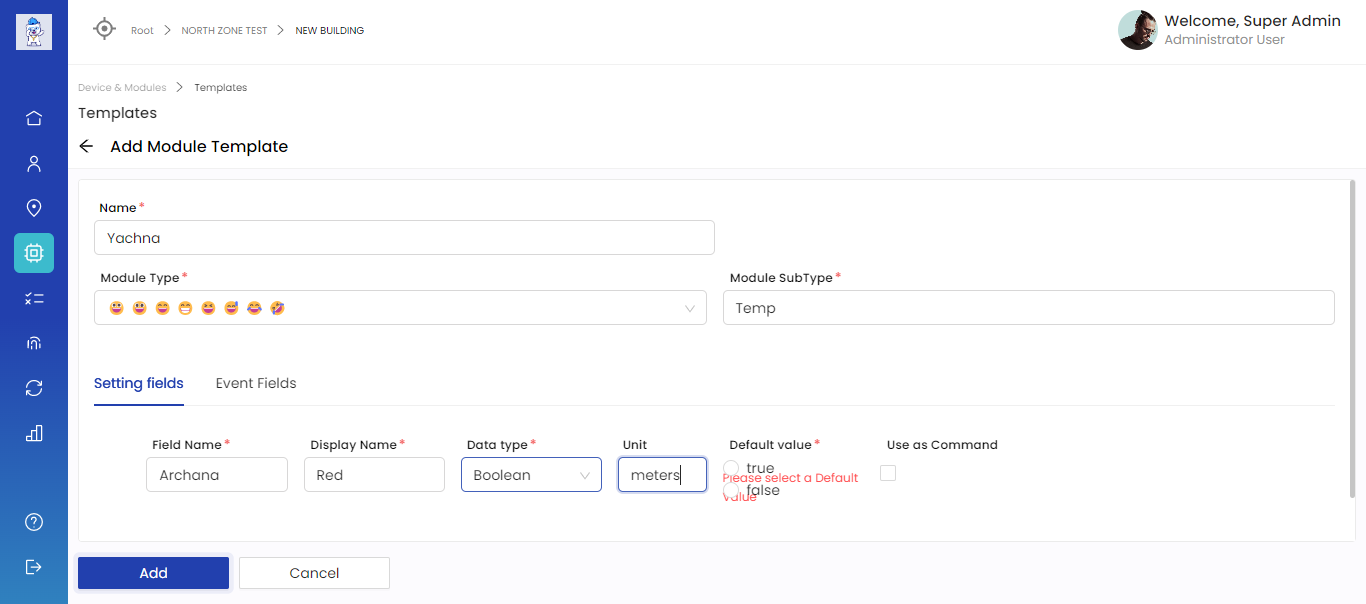 Root > NORTH ZONE TEST > NEW BUILDING
Welcome, Super Admin
Administrator User
Device & Modules > Templates
Templates
← Add Module Template
Name *
Yachna
Module Type * Module SubType *
😀 😃 😄 😁 😆 😅 😂 🤣 Temp
Setting fields Event Fields
Field Name * Display Name * Data type * Unit Default value * Use as Command
Archana Red Boolean meters
true
Please select a Default
false
Value
Add Cancel